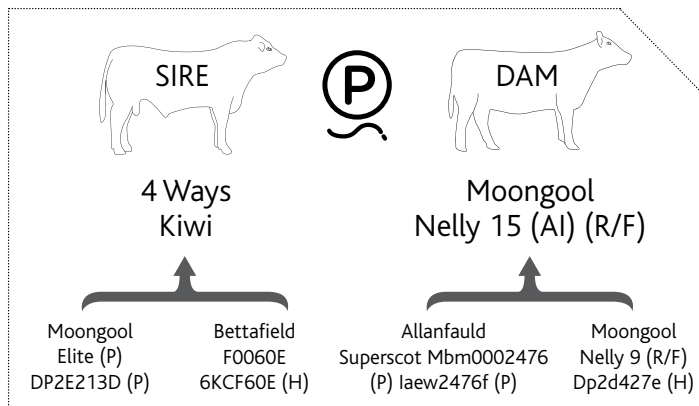 SIRE
P
DAM
4 Ways
Kiwi
Moongool
Nelly 15 (AI) (R/F)
Moongool
Elite (P)
DP2E213D (P)
Bettafield
F0060E
6KCF60E (H)
Allanfauld
Superscot Mbm0002476
(P) Iaew2476f (P)
Moongool
Nelly 9 (R/F)
Dp2d427e (H)